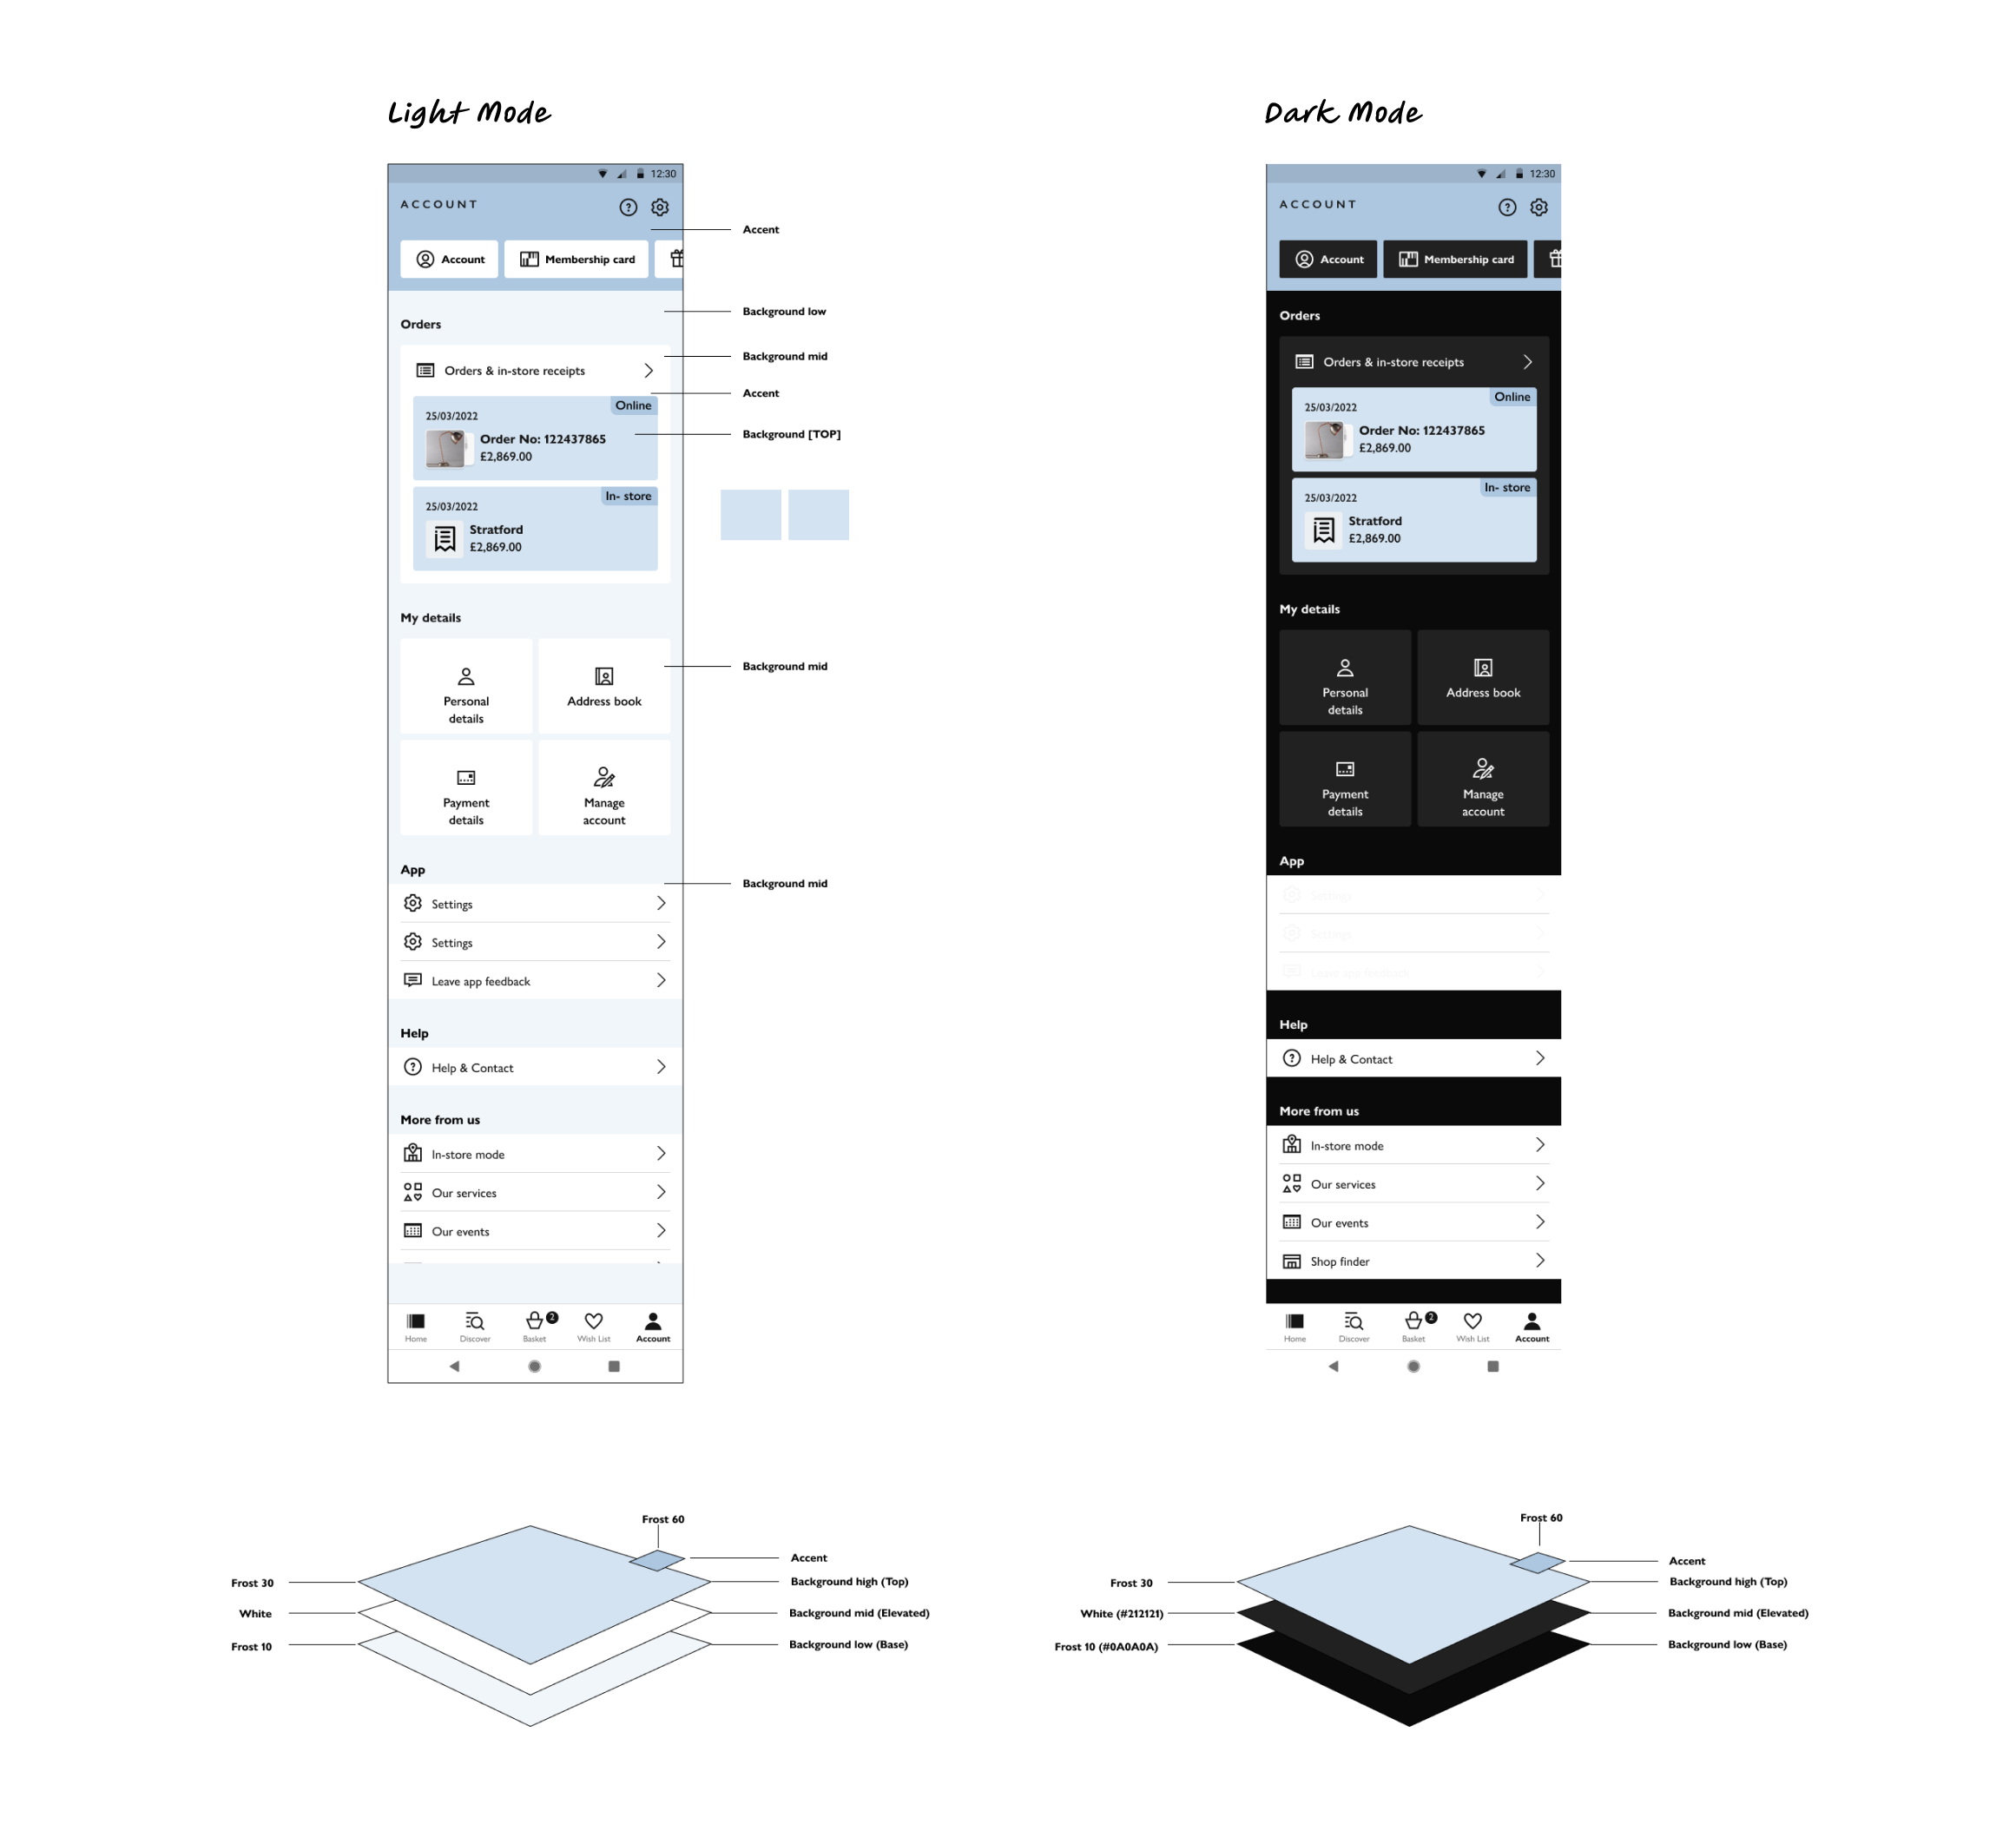 Light Mode
12:30
ACCOUNT
Accent
Account
Membership card
Background low
Orders
Background mid
Orders & in-store receipts
Accent
Online
25/03/2022
Background [TOP]
Order No: 122437865
£2,869.00
In- store
25/03/2022
Stratford
£2,869.00
My details
Background mid
Personal
details
Address book
Payment
details
Manage
account
App
Background mid
Settings
Settings
Leave app feedback
Help
Help & Contact
More from us
In-store mode
Our services
Our events
2
Home
Discover
Basket
Wish List
Account
Dark Mode
12:30
ACCOUNT
Account
Membership card
Orders
Orders & in-store receipts
Online
25/03/2022
Order No: 122437865
£2,869.00
In- store
25/03/2022
Stratford
£2,869.00
My details
Personal
details
Address book
Payment
details
Manage
account
App
Settings
Settings
Leave app feedback
Help
Help & Contact
More from us
In-store mode
Our services
Our events
Shop finder
2
Home
Discover
Basket
Wish List
Account
Frost 60
Accent
Frost 30
Background high (Top)
White
Background mid (Elevated)
Frost 10
Background low (Base)
Frost 60
Accent
Frost 30
Background high (Top)
White (#212121)
Background mid (Elevated)
Frost 10 (#0A0A0A)
Background low (Base)